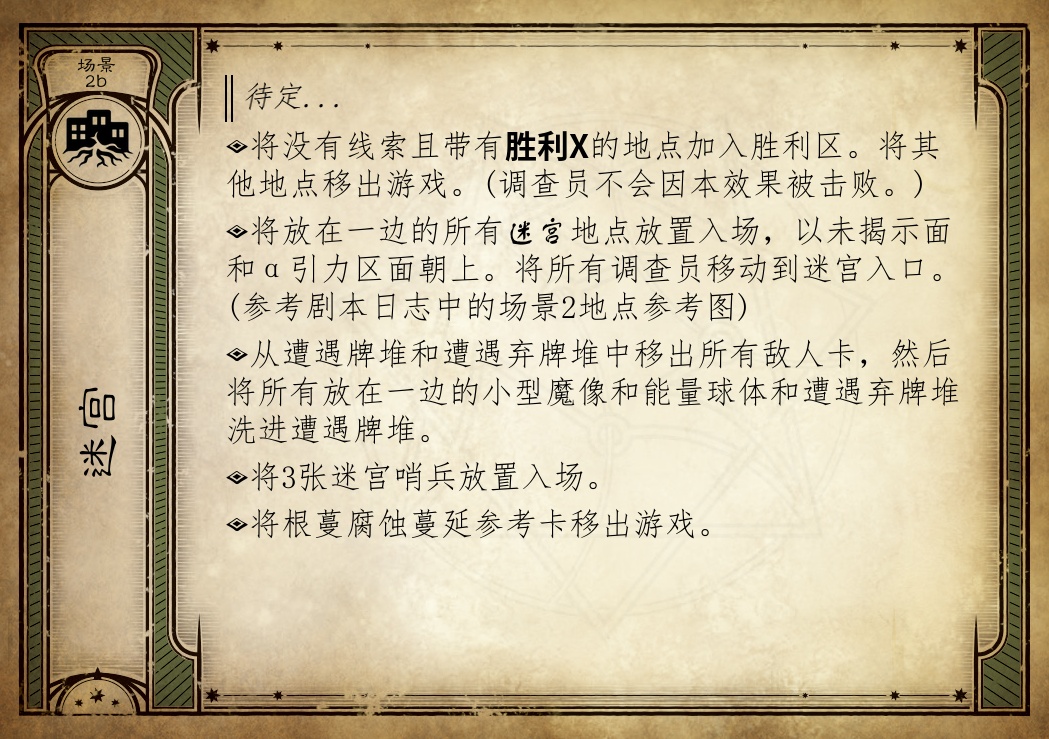 场景
2b
迷宫
待定...
将没有线索且带有胜利X的地点加入胜利区。将其
他地点移出游戏。(调查员不会因本效果被击败。)
将放在一边的所有迷宫地点放置入场，以未揭示面
和α引力区面朝上。将所有调查员移动到迷宫入口。
(参考剧本日志中的场景2地点参考图)
从遭遇牌堆和遭遇弃牌堆中移出所有敌人卡，然后
将所有放在一边的小型魔像和能量球体和遭遇弃牌堆
洗进遭遇牌堆。
将3张迷宫哨兵放置入场。
将根蔓腐蚀蔓延参考卡移出游戏。